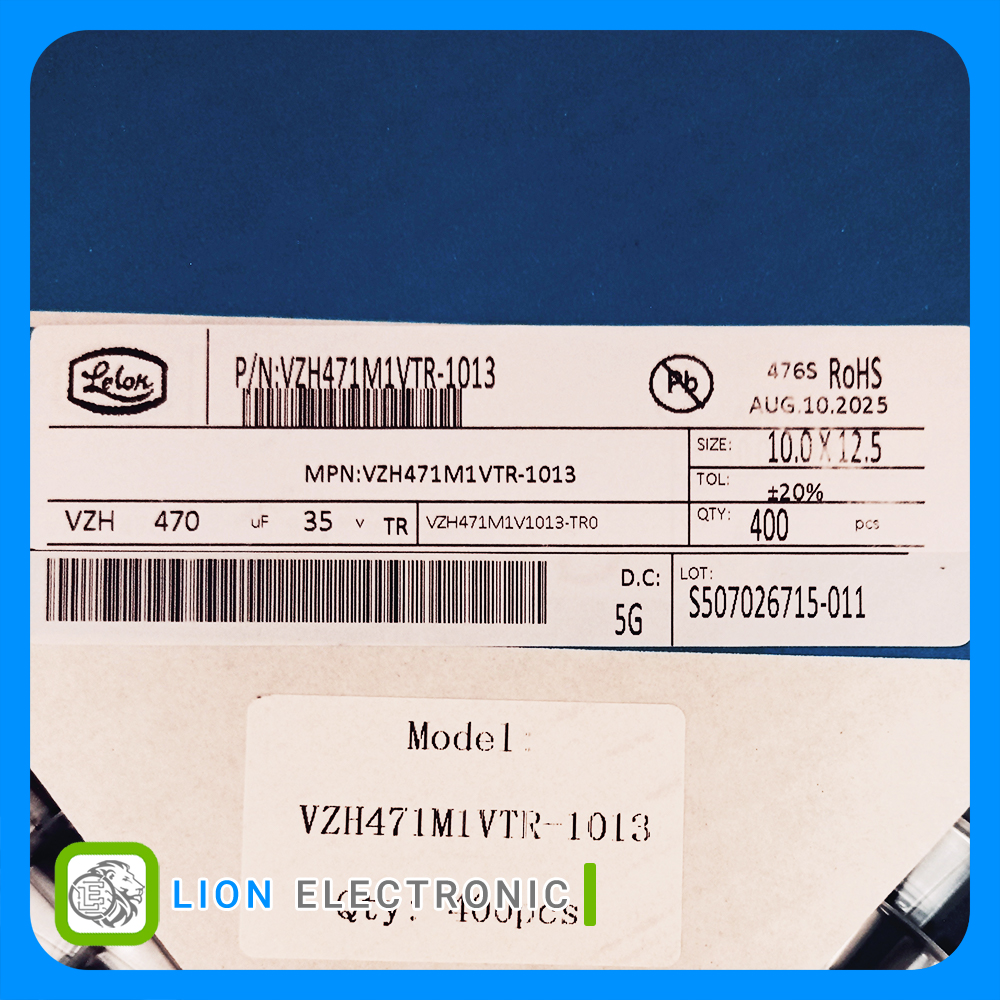 Lelon
P/N:VZH471M1VTR-1013
Pb
476S RoHS
AUG.10.2025
MPN:VZH471M1VTR-1013
SIZE: 10.0 X 12.5
TOL: ±20%
VZH 470 uF 35 v TR
VZH471M1V1013-TR0
QTY: 400 pcs
D.C:
5G
LOT:
S507026715-011
Model:
VZH471M1VTR-1013
Qty: 400pcs
LION ELECTRONIC